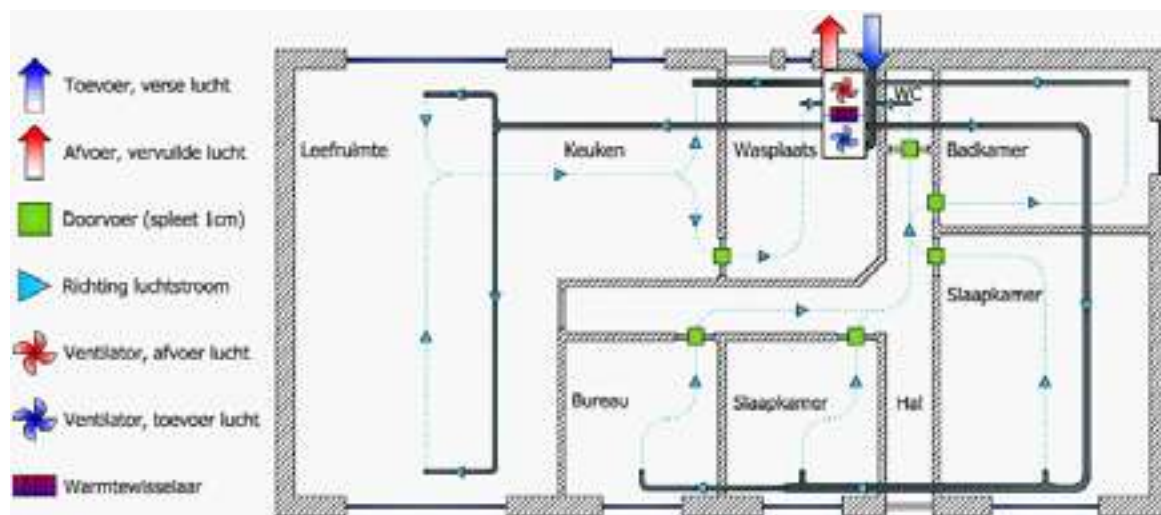 Toevoer, verse lucht
Afvoer, vervuilde lucht
Doorvoer (spleet 1cm)
Richting luchtstroom
Ventilator, afvoer lucht
Ventilator, toevoer lucht
Warmtewisselaar
WC
Leefruimte
Keuken
Wasplaats
Badkamer
Slaapkamer
Bureau
Slaapkamer
Hal